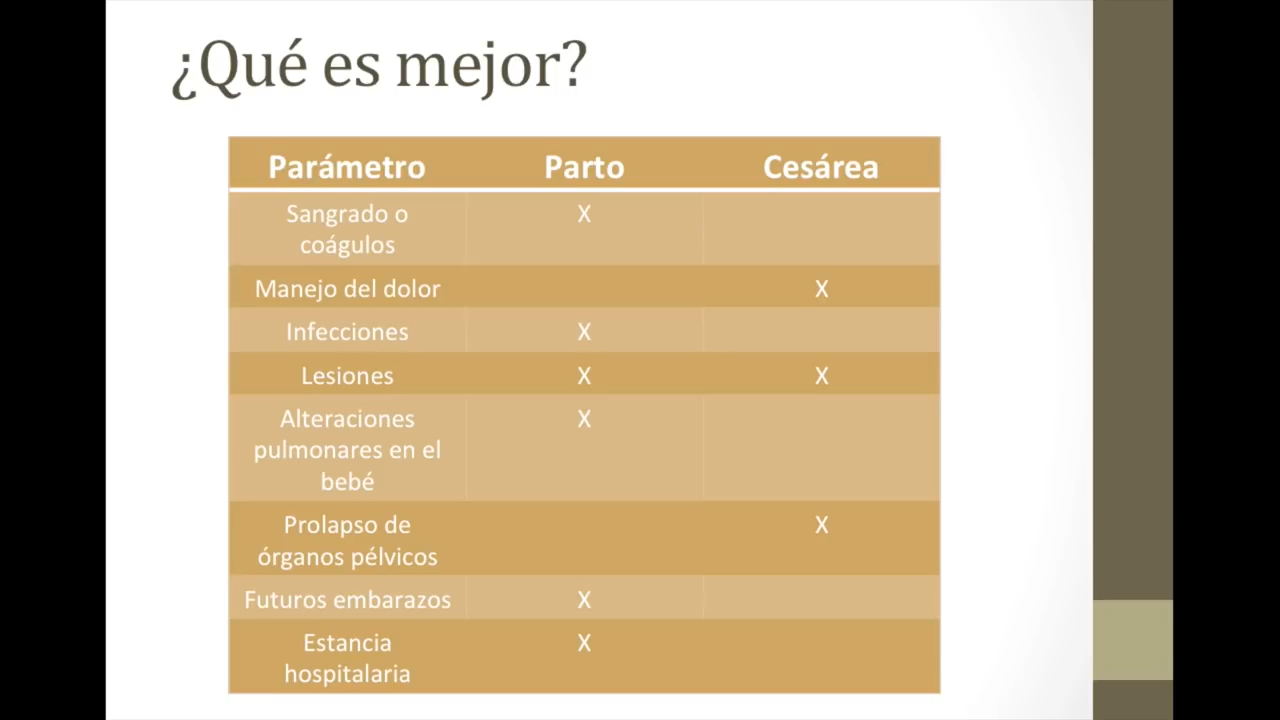 ¿Qué es mejor?
Parámetro Parto Cesárea
Sangrado o X
coágulos
Manejo del dolor X
Infecciones X
Lesiones X X
Alteraciones X
pulmonares en el
bebé
Prolapso de X
órganos pélvicos
Futuros embarazos X
Estancia X
hospitalaria